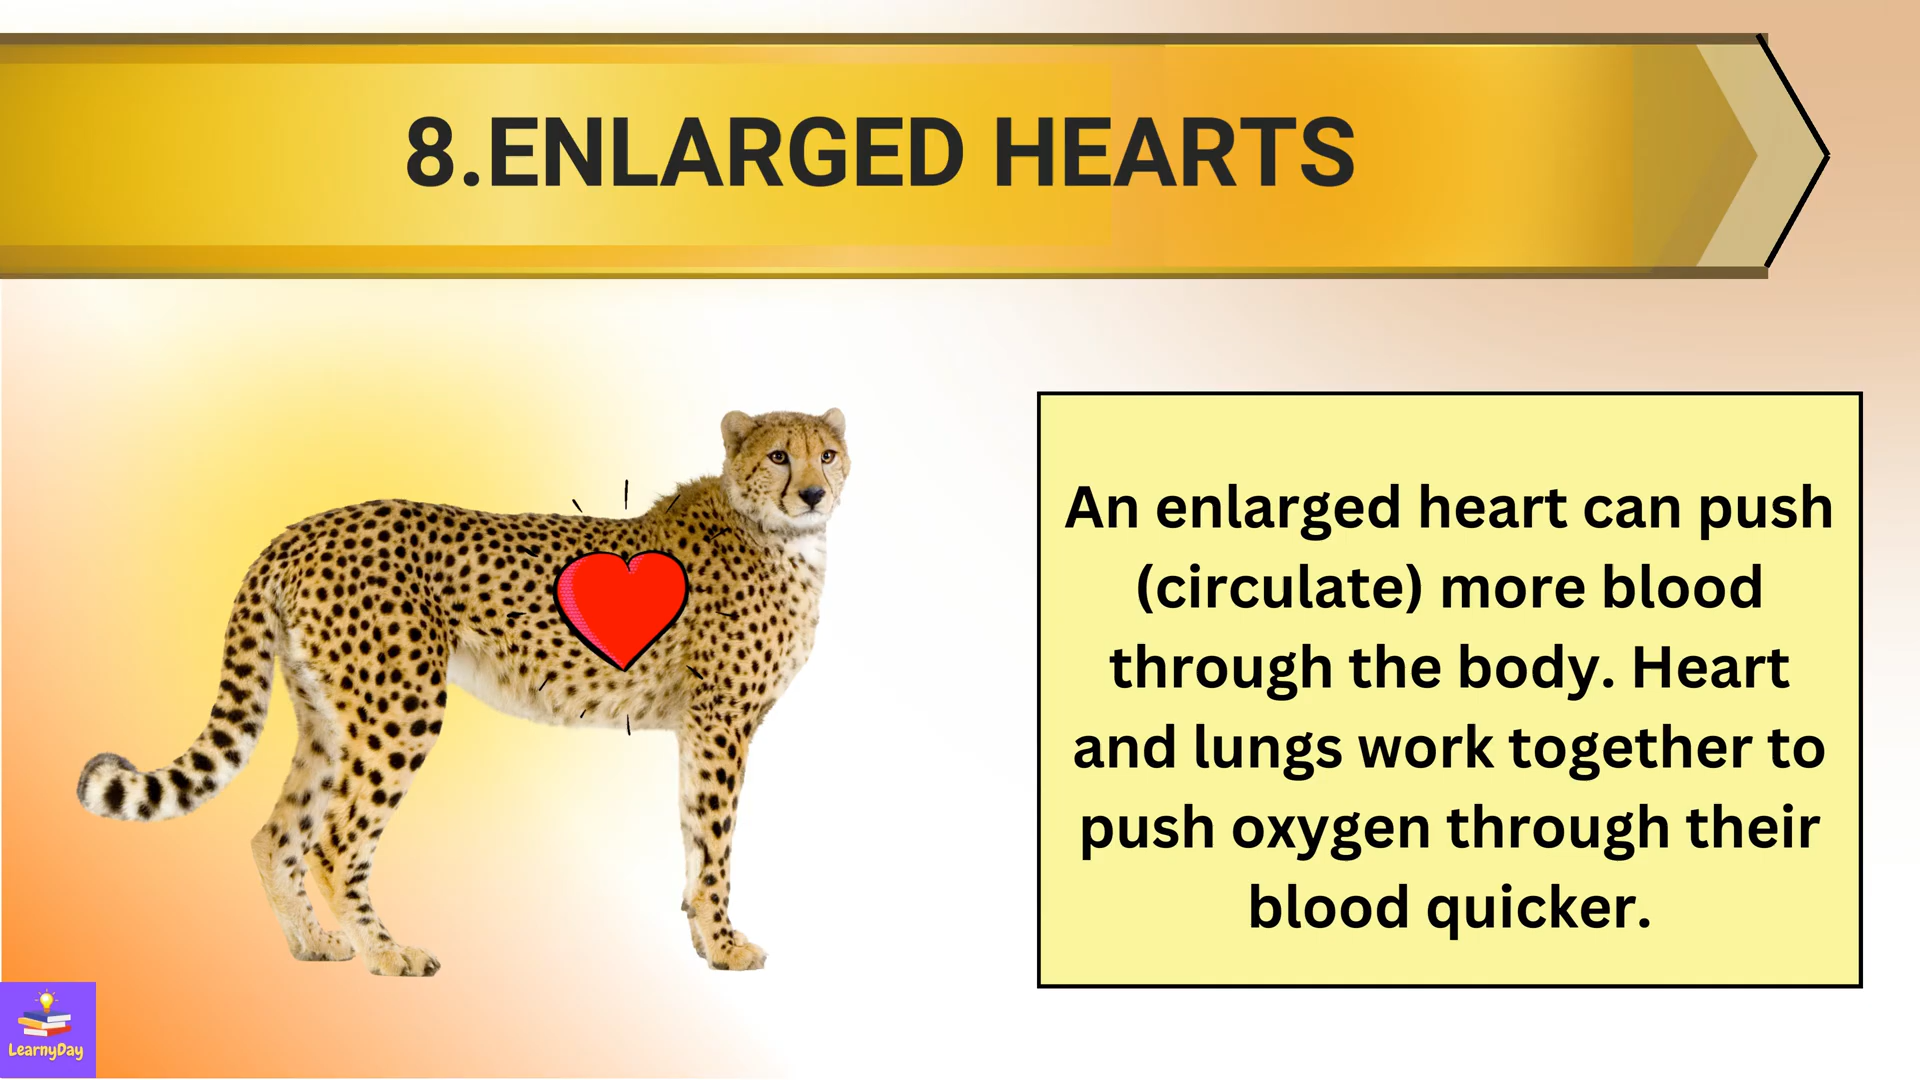 8.ENLARGED HEARTS
An enlarged heart can push
(circulate) more blood
through the body. Heart
and lungs work together to
push oxygen through their
blood quicker.
LearnyDay